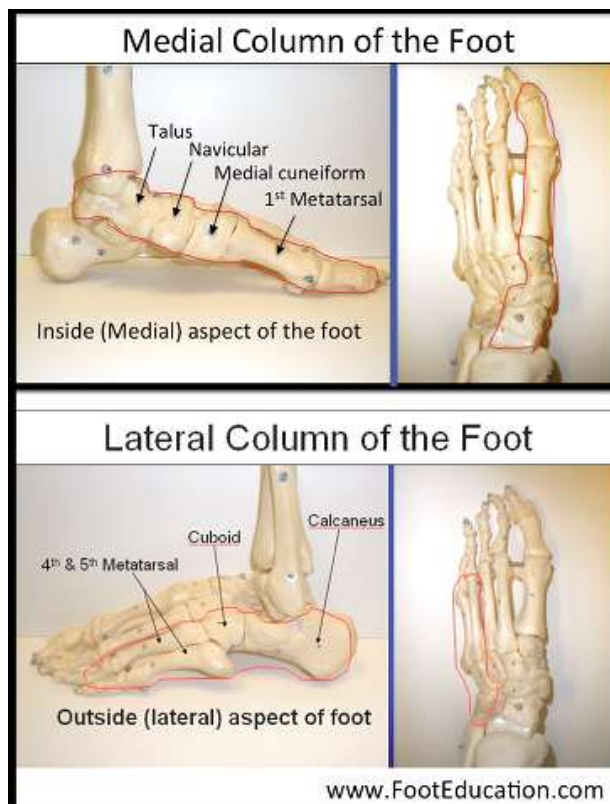 Medial Column of the Foot
Talus
Navicular
Medial cuneiform
1st Metatarsal
Inside (Medial) aspect of the foot
Lateral Column of the Foot
Calcaneus
Cuboid
4th & 5th Metatarsal
Outside (lateral) aspect of foot
www.FootEducation.com